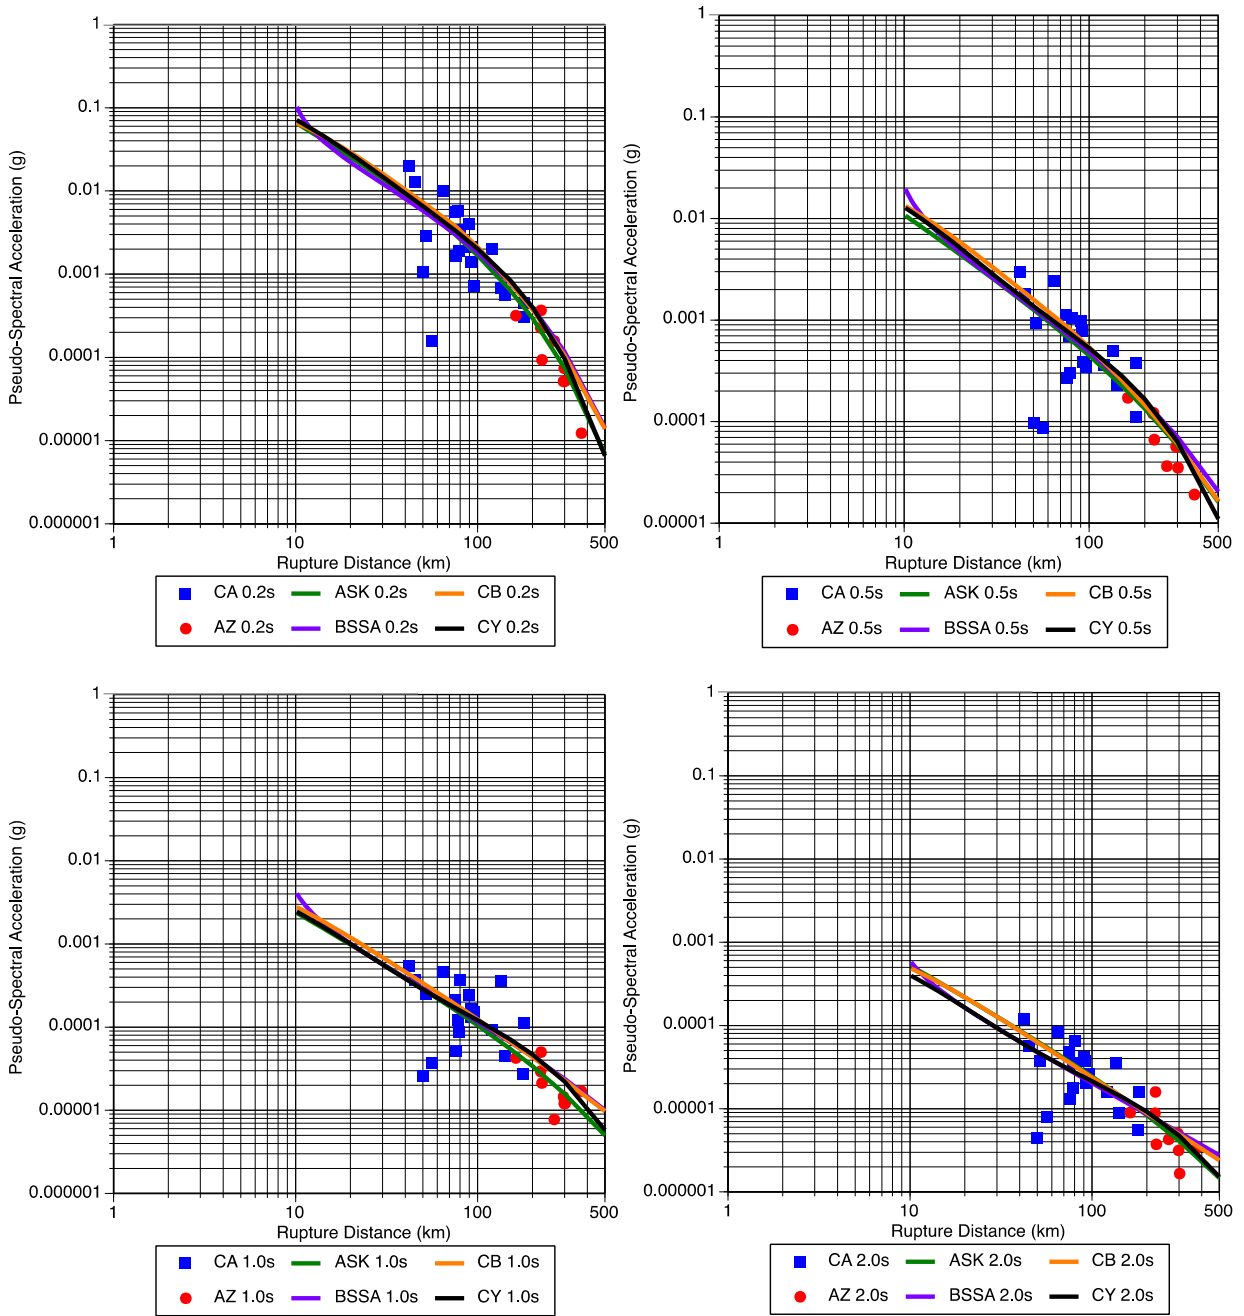 1
0.1
0.01
0.001
0.0001
0.00001
0.000001
Pseudo-Spectral Acceleration (g)
1 10 100 500
Rupture Distance (km)
CA 0.2s ASK 0.2s CB 0.2s
AZ 0.2s BSSA 0.2s CY 0.2s
1
0.1
0.01
0.001
0.0001
0.00001
Pseudo-Spectral Acceleration (g)
1 10 100 500
Rupture Distance (km)
CA 0.5s ASK 0.5s CB 0.5s
AZ 0.5s BSSA 0.5s CY 0.5s
1
0.1
0.01
0.001
0.0001
0.00001
0.000001
Pseudo-Spectral Acceleration (g)
1 10 100 500
Rupture Distance (km)
CA 1.0s ASK 1.0s CB 1.0s
AZ 1.0s BSSA 1.0s CY 1.0s
1
0.1
0.01
0.001
0.0001
0.00001
0.000001
Pseudo-Spectral Acceleration (g)
1 10 100 500
Rupture Distance (km)
CA 2.0s ASK 2.0s CB 2.0s
AZ 2.0s BSSA 2.0s CY 2.0s